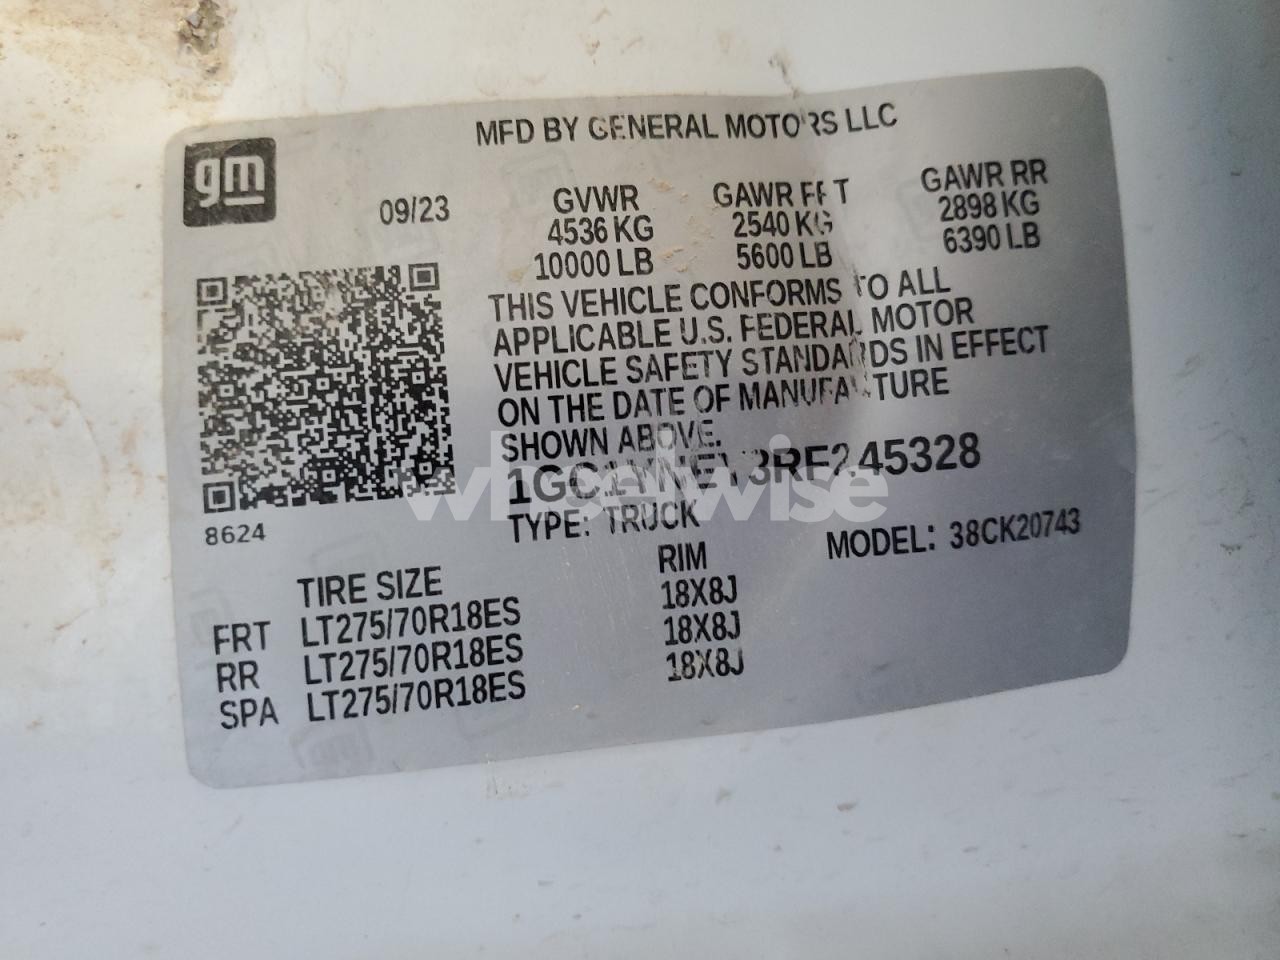 MFD BY GENERAL MOTORS LLC
gm
09/23
GVWR GAWR FRT GAWR RR
4536 KG 2540 KG 2898 KG
10000 LB 5600 LB 6390 LB
THIS VEHICLE CONFORMS TO ALL
APPLICABLE U.S. FEDERAL MOTOR
VEHICLE SAFETY STANDARDS IN EFFECT
ON THE DATE OF MANUFACTURE
SHOWN ABOVE.
wheelwise
8624
TYPE: TRUCK MODEL: 38CK20743
TIRE SIZE RIM
FRT LT275/70R18ES 18X8J
RR LT275/70R18ES 18X8J
SPA LT275/70R18ES 18X8J